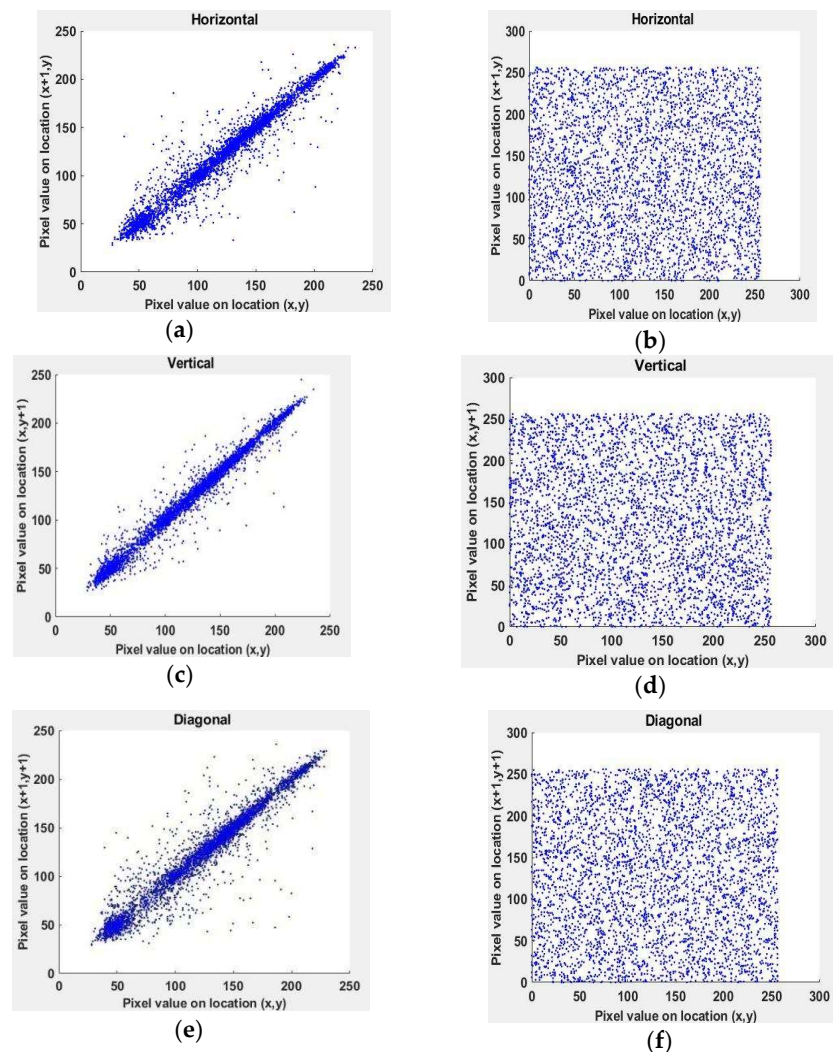 Horizontal
250
200
150
100
50
0
Pixel value on location (x+1,y)
0 50 100 150 200 250
Pixel value on location (x,y)
(a)
Horizontal
300
250
200
150
100
50
0
Pixel value on location (x+1,y)
0 50 100 150 200 250 300
Pixel value on location (x,y)
(b)
Vertical
250
200
150
100
50
0
Pixel value on location (x,y+1)
0 50 100 150 200 250
Pixel value on location (x,y)
(c)
Vertical
300
250
200
150
100
50
0
Pixel value on location (x,y+1)
0 50 100 150 200 250 300
Pixel value on location (x,y)
(d)
Diagonal
250
200
150
100
50
0
Pixel value on location (x+1,y+1)
0 50 100 150 200 250
Pixel value on location (x,y)
(e)
Diagonal
300
250
200
150
100
50
0
Pixel value on location (x+1,y+1)
0 50 100 150 200 250 300
Pixel value on location (x,y)
(f)